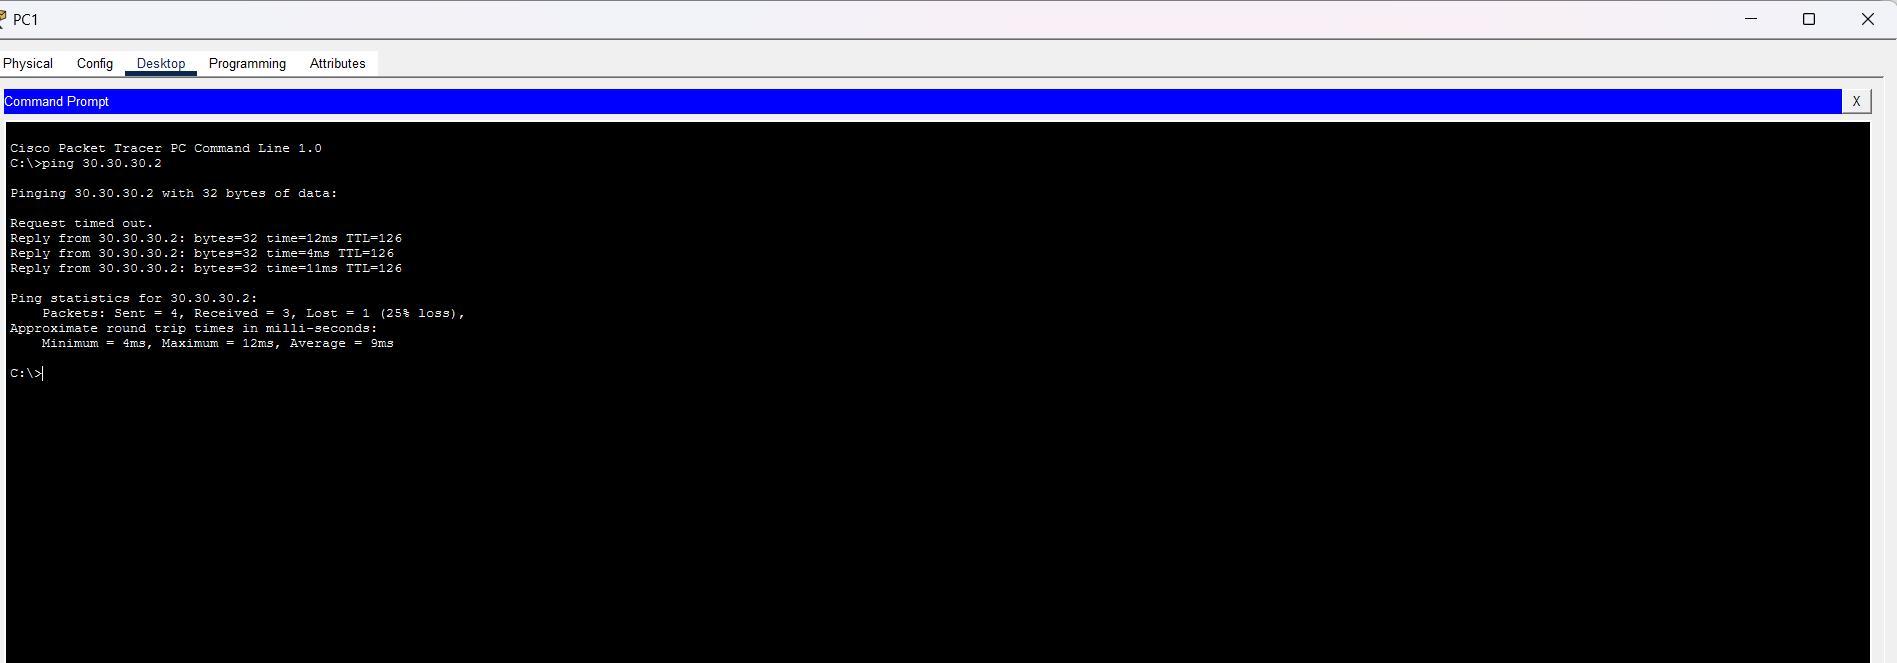 PC1
Physical Config Desktop Programming Attributes
Command Prompt X
Cisco Packet Tracer PC Command Line 1.0
C:\>ping 30.30.30.2
Pinging 30.30.30.2 with 32 bytes of data:
Request timed out.
Reply from 30.30.30.2: bytes=32 time=12ms TTL=126
Reply from 30.30.30.2: bytes=32 time=4ms TTL=126
Reply from 30.30.30.2: bytes=32 time=11ms TTL=126
Ping statistics for 30.30.30.2:
Packets: Sent = 4, Received = 3, Lost = 1 (25% loss),
Approximate round trip times in milli-seconds:
Minimum = 4ms, Maximum = 12ms, Average = 9ms
C:\>